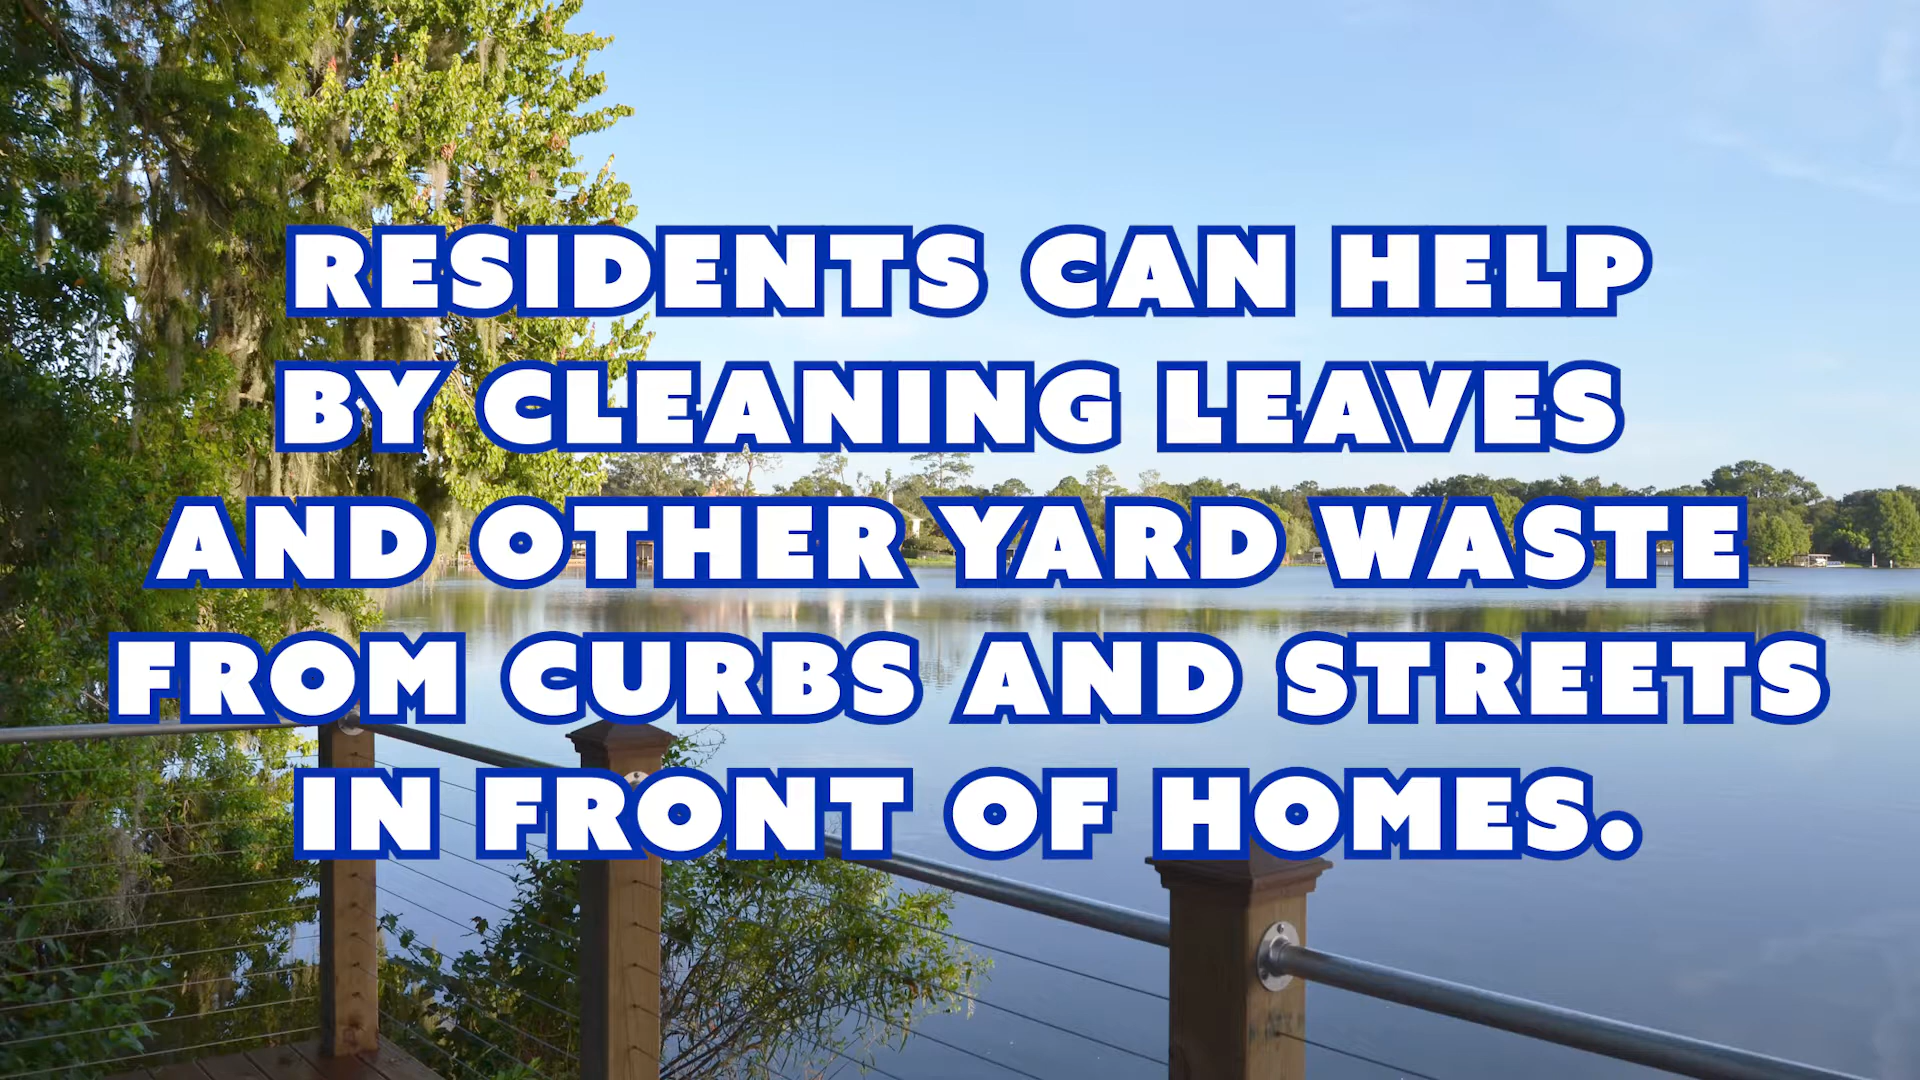 RESIDENTS CAN HELP
BY CLEANING LEAVES
AND OTHER YARD WASTE
FROM CURBS AND STREETS
IN FRONT OF HOMES.